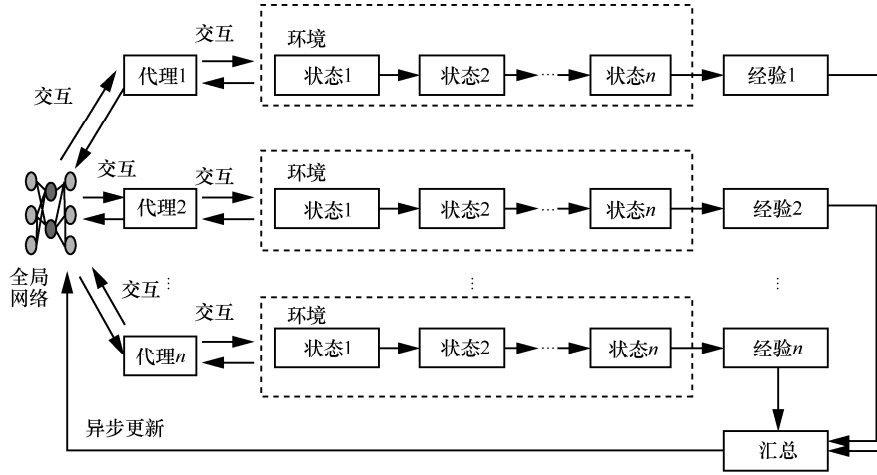 交互
环境
代理1
状态1
状态2
···
状态n
经验1
交互
交互
交互
环境
代理2
状态1
状态2
···
状态n
经验2
全局
网络
交互
⋮
⋮
⋮
交互
环境
代理n
状态1
状态2
···
状态n
经验n
异步更新
汇总